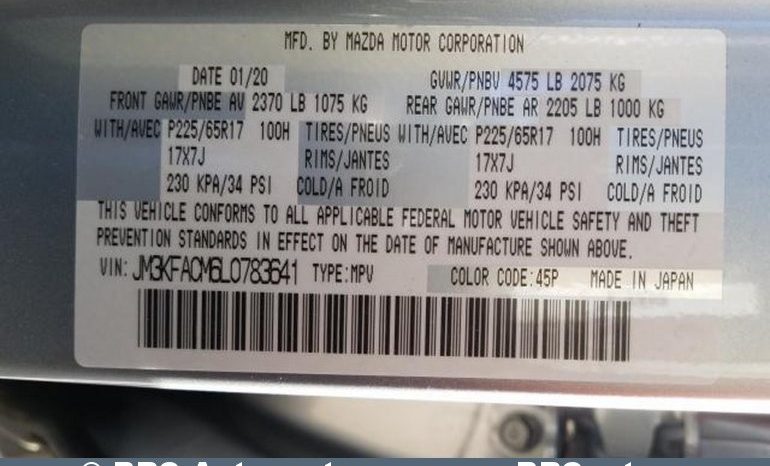 MFD. BY MAZDA MOTOR CORPORATION
DATE 01/20 GVWR/PNBV 4575 LB 2075 KG
FRONT GAWR/PNBE AV 2370 LB 1075 KG REAR GAWR/PNBE AR 2205 LB 1000 KG
WITH/AVEC P225/65R17 100H TIRES/PNEUS WITH/AVEC P225/65R17 100H TIRES/PNEUS
17X7J RIMS/JANTES 17X7J RIMS/JANTES
230 KPA/34 PSI COLD/A FROID 230 KPA/34 PSI COLD/A FROID
THIS VEHICLE CONFORMS TO ALL APPLICABLE FEDERAL MOTOR VEHICLE SAFETY AND THEFT
PREVENTION STANDARDS IN EFFECT ON THE DATE OF MANUFACTURE SHOWN ABOVE.
VIN: JM3KFACM6L0783641 TYPE:MPV COLOR CODE:45P MADE IN JAPAN